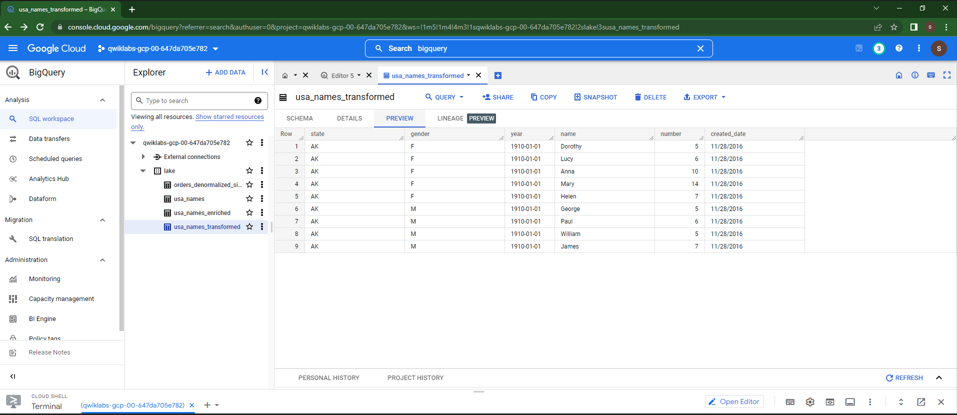 usa_names_transformed – BigQu
console.cloud.google.com/bigquery?referrer=search&authuser=0&project=qwiklabs-gcp-00-647da705e782&ws=!1m5!1m4!4m3!1sqwiklabs-gcp-00-647da705e782!2slake!3susa_names_transformed
S
Google Cloud
qwiklabs-gcp-00-647da705e782
Search bigquery
3
S
BigQuery
Analysis
SQL workspace
Data transfers
Scheduled queries
Analytics Hub
Dataform
Migration
SQL translation
Administration
Monitoring
Capacity management
BI Engine
Policy tags
Release Notes
Explorer
+ ADD DATA
Type to search
Viewing all resources. Show starred resources
only.
qwiklabs-gcp-00-647da705e782
External connections
lake
orders_denormalized_si...
usa_names
usa_names_enriched
usa_names_transformed
Editor 5
usa_names_transformed
usa_names_transformed
QUERY
SHARE
COPY
SNAPSHOT
DELETE
EXPORT
SCHEMA DETAILS PREVIEW LINEAGE PREVIEW
Row state gender year name number created_date
1 AK F 1910-01-01 Dorothy 5 11/28/2016
2 AK F 1910-01-01 Lucy 6 11/28/2016
3 AK F 1910-01-01 Anna 10 11/28/2016
4 AK F 1910-01-01 Mary 14 11/28/2016
5 AK F 1910-01-01 Helen 7 11/28/2016
6 AK M 1910-01-01 George 5 11/28/2016
7 AK M 1910-01-01 Paul 6 11/28/2016
8 AK M 1910-01-01 William 5 11/28/2016
9 AK M 1910-01-01 James 7 11/28/2016
PERSONAL HISTORY PROJECT HISTORY
REFRESH
CLOUD SHELL
Terminal
(qwiklabs-gcp-00-647da705e782)
Open Editor